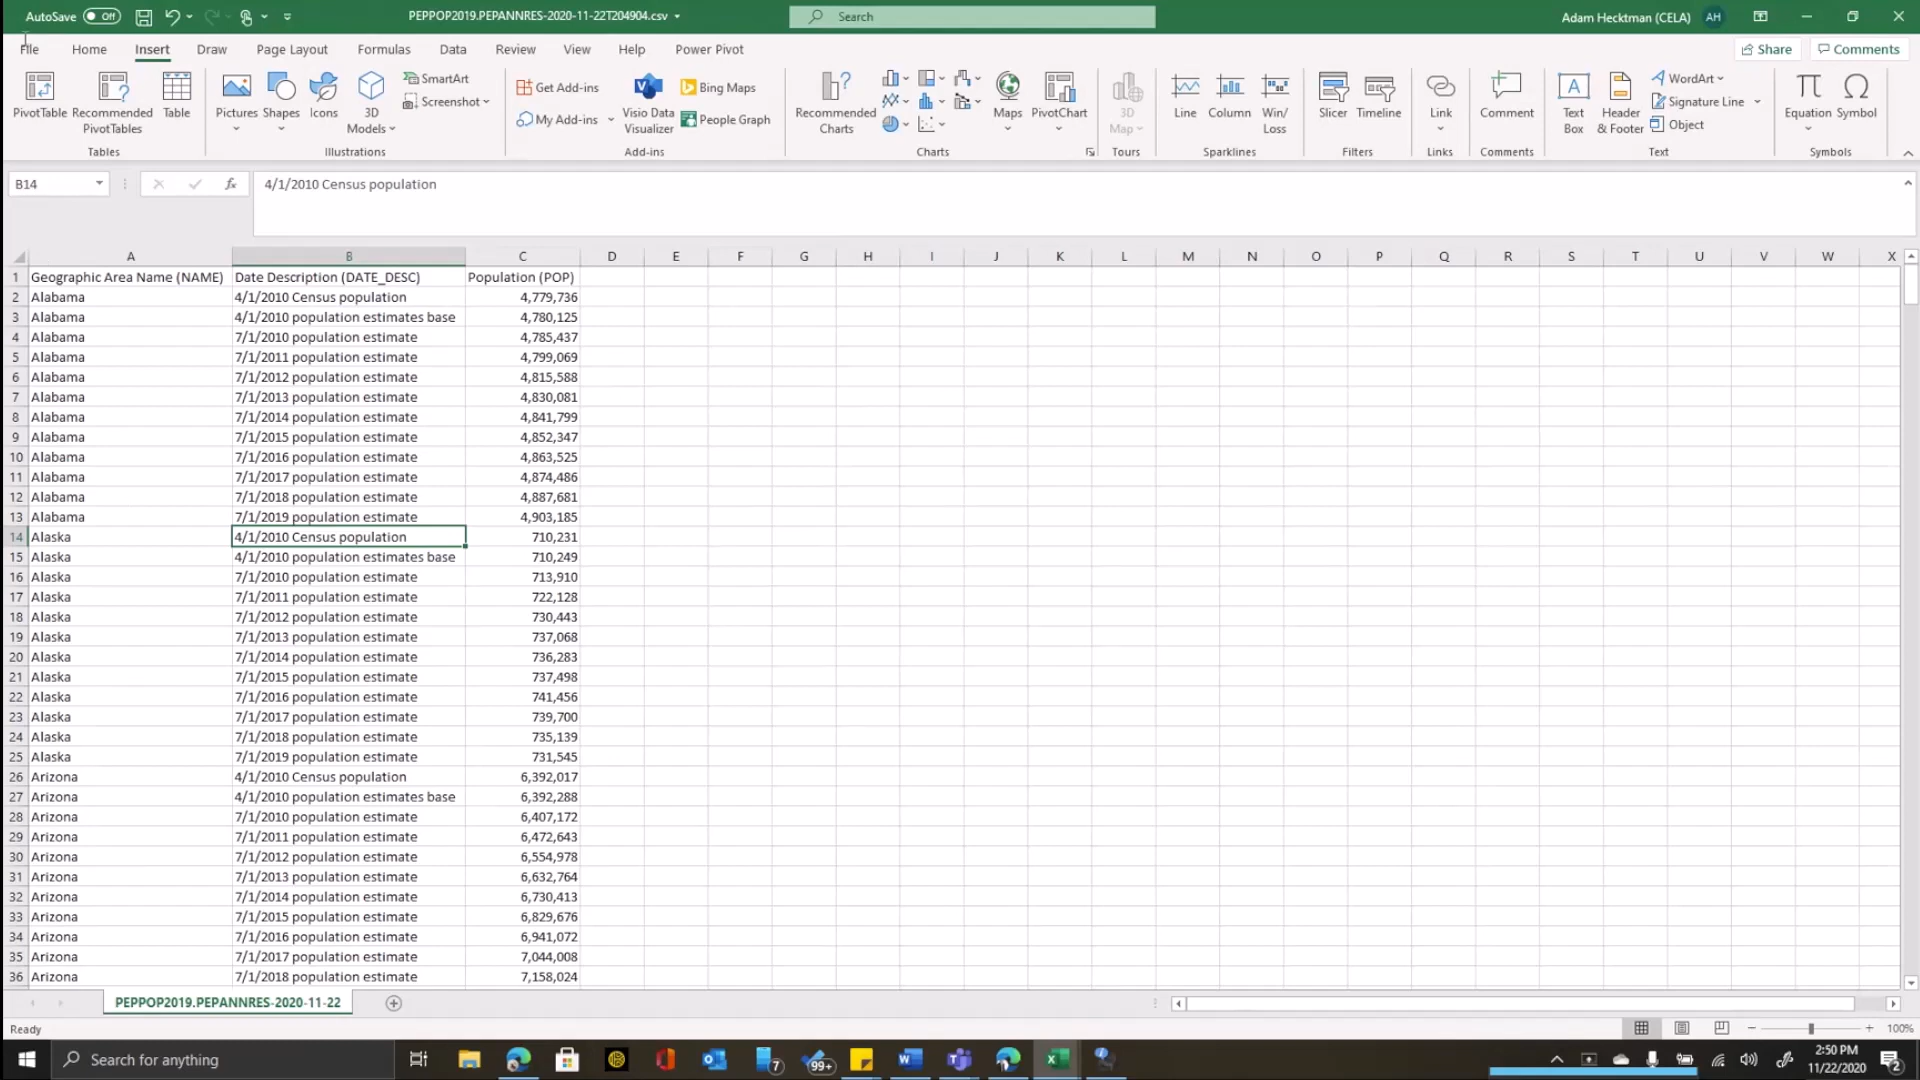 AutoSave Off PEPPOP2019.PEPANNRES-2020-11-22T204904.csv Search Adam Hecktman (CELA) AH
File Home Insert Draw Page Layout Formulas Data Review View Help Power Pivot Share Comments
PivotTable Recommended PivotTables Table Pictures Shapes Icons 3D Models SmartArt Screenshot Get Add-ins My Add-ins Visio Data Visualizer Bing Maps People Graph Recommended Charts Maps PivotChart 3D Map Line Column Win/Loss Slicer Timeline Link Comment Text Box Header & Footer WordArt Signature Line Object Equation Symbol
Tables Illustrations Add-ins Charts Tours Sparklines Filters Links Comments Text Symbols
B14 fx 4/1/2010 Census population
A B C D E F G H I J K L M N O P Q R S T U V W X
1 Geographic Area Name (NAME) Date Description (DATE_DESC) Population (POP)
2 Alabama 4/1/2010 Census population 4,779,736
3 Alabama 4/1/2010 population estimates base 4,780,125
4 Alabama 7/1/2010 population estimate 4,785,437
5 Alabama 7/1/2011 population estimate 4,799,069
6 Alabama 7/1/2012 population estimate 4,815,588
7 Alabama 7/1/2013 population estimate 4,830,081
8 Alabama 7/1/2014 population estimate 4,841,799
9 Alabama 7/1/2015 population estimate 4,852,347
10 Alabama 7/1/2016 population estimate 4,863,525
11 Alabama 7/1/2017 population estimate 4,874,486
12 Alabama 7/1/2018 population estimate 4,887,681
13 Alabama 7/1/2019 population estimate 4,903,185
14 Alaska 4/1/2010 Census population 710,231
15 Alaska 4/1/2010 population estimates base 710,249
16 Alaska 7/1/2010 population estimate 713,910
17 Alaska 7/1/2011 population estimate 722,128
18 Alaska 7/1/2012 population estimate 730,443
19 Alaska 7/1/2013 population estimate 737,068
20 Alaska 7/1/2014 population estimate 736,283
21 Alaska 7/1/2015 population estimate 737,498
22 Alaska 7/1/2016 population estimate 741,456
23 Alaska 7/1/2017 population estimate 739,700
24 Alaska 7/1/2018 population estimate 735,139
25 Alaska 7/1/2019 population estimate 731,545
26 Arizona 4/1/2010 Census population 6,392,017
27 Arizona 4/1/2010 population estimates base 6,392,288
28 Arizona 7/1/2010 population estimate 6,407,172
29 Arizona 7/1/2011 population estimate 6,472,643
30 Arizona 7/1/2012 population estimate 6,554,978
31 Arizona 7/1/2013 population estimate 6,632,764
32 Arizona 7/1/2014 population estimate 6,730,413
33 Arizona 7/1/2015 population estimate 6,829,676
34 Arizona 7/1/2016 population estimate 6,941,072
35 Arizona 7/1/2017 population estimate 7,044,008
36 Arizona 7/1/2018 population estimate 7,158,024
PEPPOP2019.PEPANNRES-2020-11-22
Ready 100%
Search for anything 7 99+ 2:50 PM
11/22/2020 2